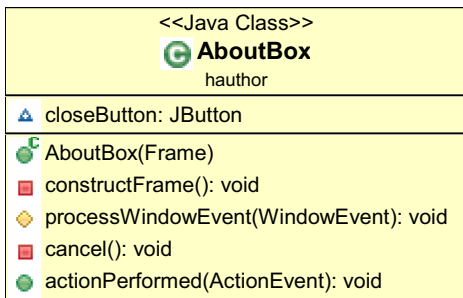 <<Java Class>>
C AboutBox
hauthor
closeButton: JButton
C AboutBox(Frame)
constructFrame(): void
processWindowEvent(WindowEvent): void
cancel(): void
actionPerformed(ActionEvent): void